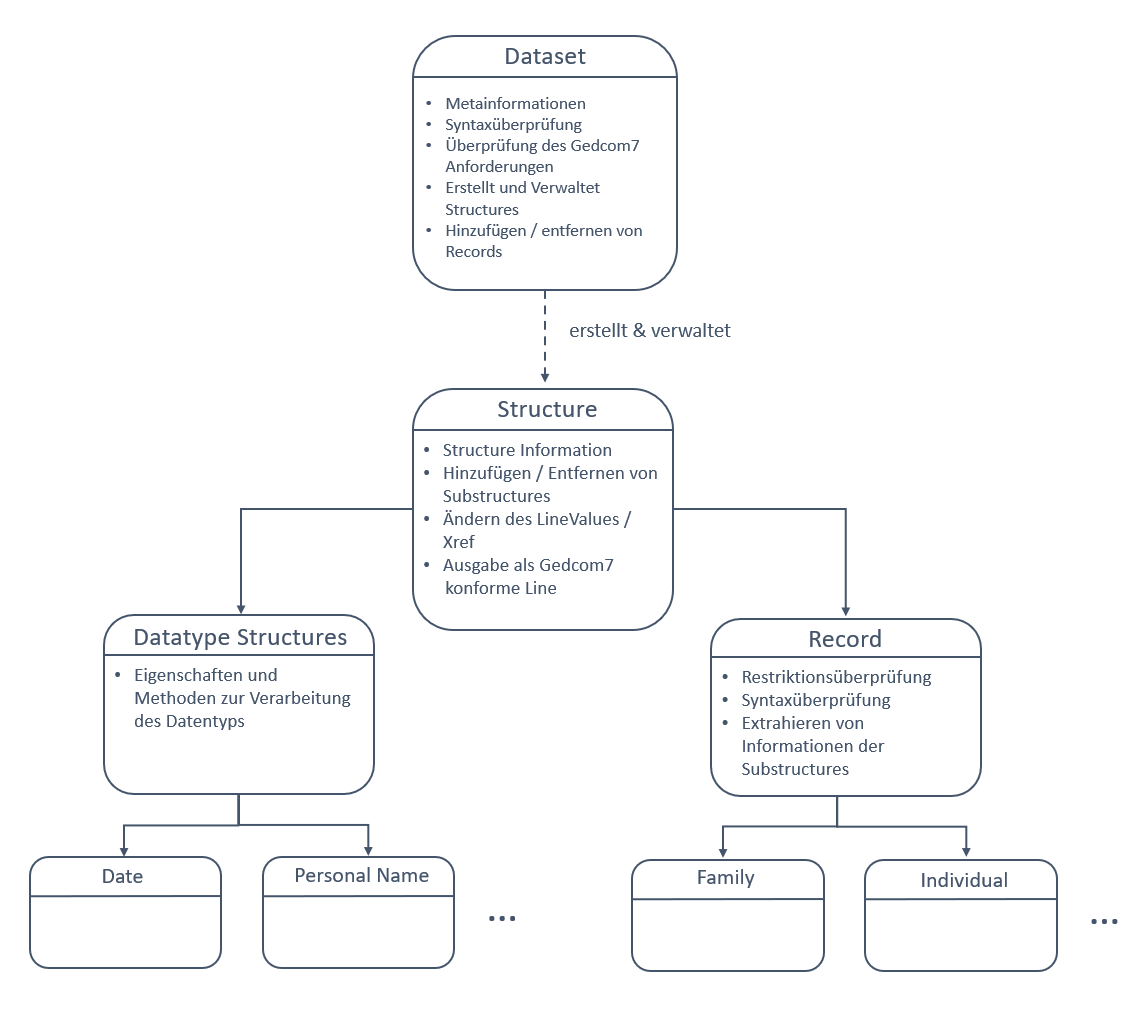 Dataset
• Metainformationen
• Syntaxüberprüfung
• Überprüfung des Gedcom7
Anforderungen
• Erstellt und Verwaltet
Structures
• Hinzufügen / entfernen von
Records
erstellt & verwaltet
Structure
• Structure Information
• Hinzufügen / Entfernen von
Substructures
• Ändern des LineValues /
Xref
• Ausgabe als Gedcom7
konforme Line
Datatype Structures
• Eigenschaften und
Methoden zur Verarbeitung
des Datentyps
Record
• Restriktionsüberprüfung
• Syntaxüberprüfung
• Extrahieren von
Informationen der
Substructures
Date
Personal Name
...
Family
Individual
...